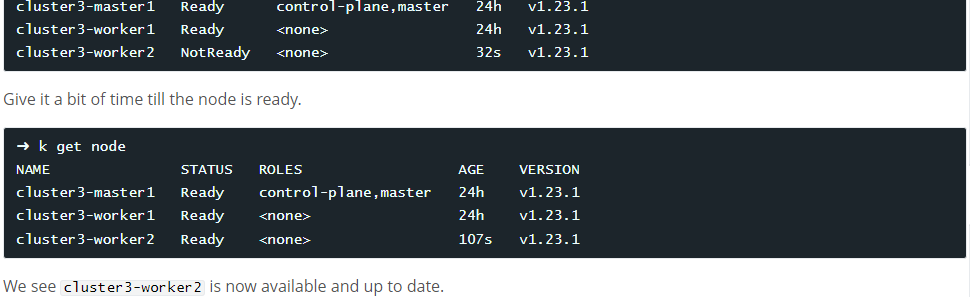 cluster3-master1   Ready      control-plane,master   24h   v1.23.1
cluster3-worker1   Ready      <none>                 24h   v1.23.1
cluster3-worker2   NotReady   <none>                 32s   v1.23.1
Give it a bit of time till the node is ready.
➜ k get node
NAME               STATUS   ROLES                  AGE    VERSION
cluster3-master1   Ready    control-plane,master   24h    v1.23.1
cluster3-worker1   Ready    <none>                 24h    v1.23.1
cluster3-worker2   Ready    <none>                 107s   v1.23.1
We see cluster3-worker2 is now available and up to date.